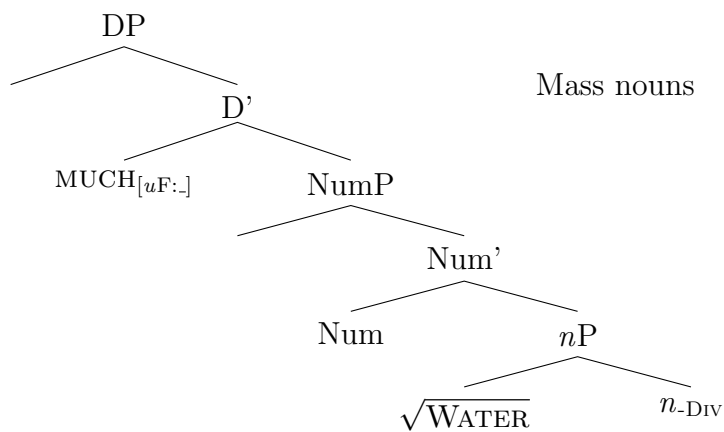 DP
Mass nouns
D'
MUCH[uF:_]
NumP
Num'
Num
nP
√WATER
n-DIV